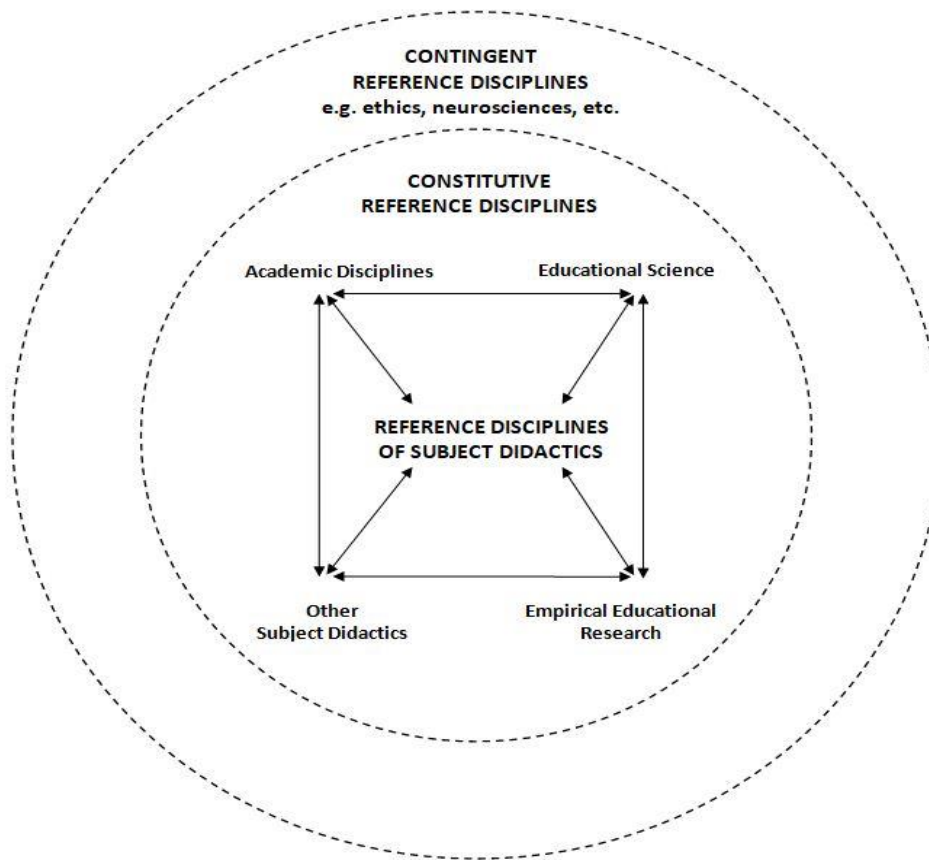 CONTINGENT
REFERENCE DISCIPLINES
e.g. ethics, neurosciences, etc.
CONSTITUTIVE
REFERENCE DISCIPLINES
Academic Disciplines
Educational Science
REFERENCE DISCIPLINES
OF SUBJECT DIDACTICS
Other
Subject Didactics
Empirical Educational
Research